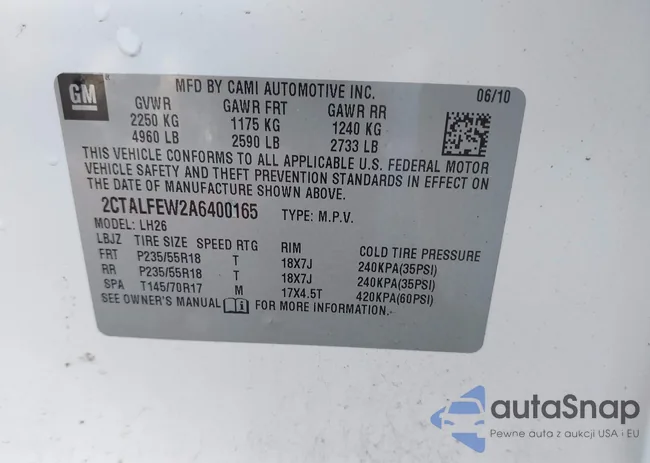 GM
MFD BY CAMI AUTOMOTIVE INC.
06/10
GVWR GAWR FRT GAWR RR
2250 KG 1175 KG 1240 KG
4960 LB 2590 LB 2733 LB
THIS VEHICLE CONFORMS TO ALL APPLICABLE U.S. FEDERAL MOTOR
VEHICLE SAFETY AND THEFT PREVENTION STANDARDS IN EFFECT ON
THE DATE OF MANUFACTURE SHOWN ABOVE.
2CTALFEW2A6400165 TYPE: M.P.V.
MODEL: LH26
LBJZ TIRE SIZE SPEED RTG RIM COLD TIRE PRESSURE
FRT P235/55R18 T 18X7J 240KPA(35PSI)
RR P235/55R18 T 18X7J 240KPA(35PSI)
SPA T145/70R17 M 17X4.5T 420KPA(60PSI)
SEE OWNER'S MANUAL FOR MORE INFORMATION.
autaSnap
Pewne auta z aukcji USA i EU